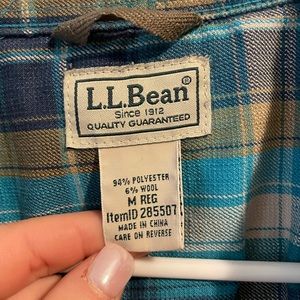 L.L.Bean®
Since 1912
QUALITY GUARANTEED
94% POLYESTER
6% WOOL
M REG
ItemID 285507
MADE IN CHINA
CARE ON REVERSE